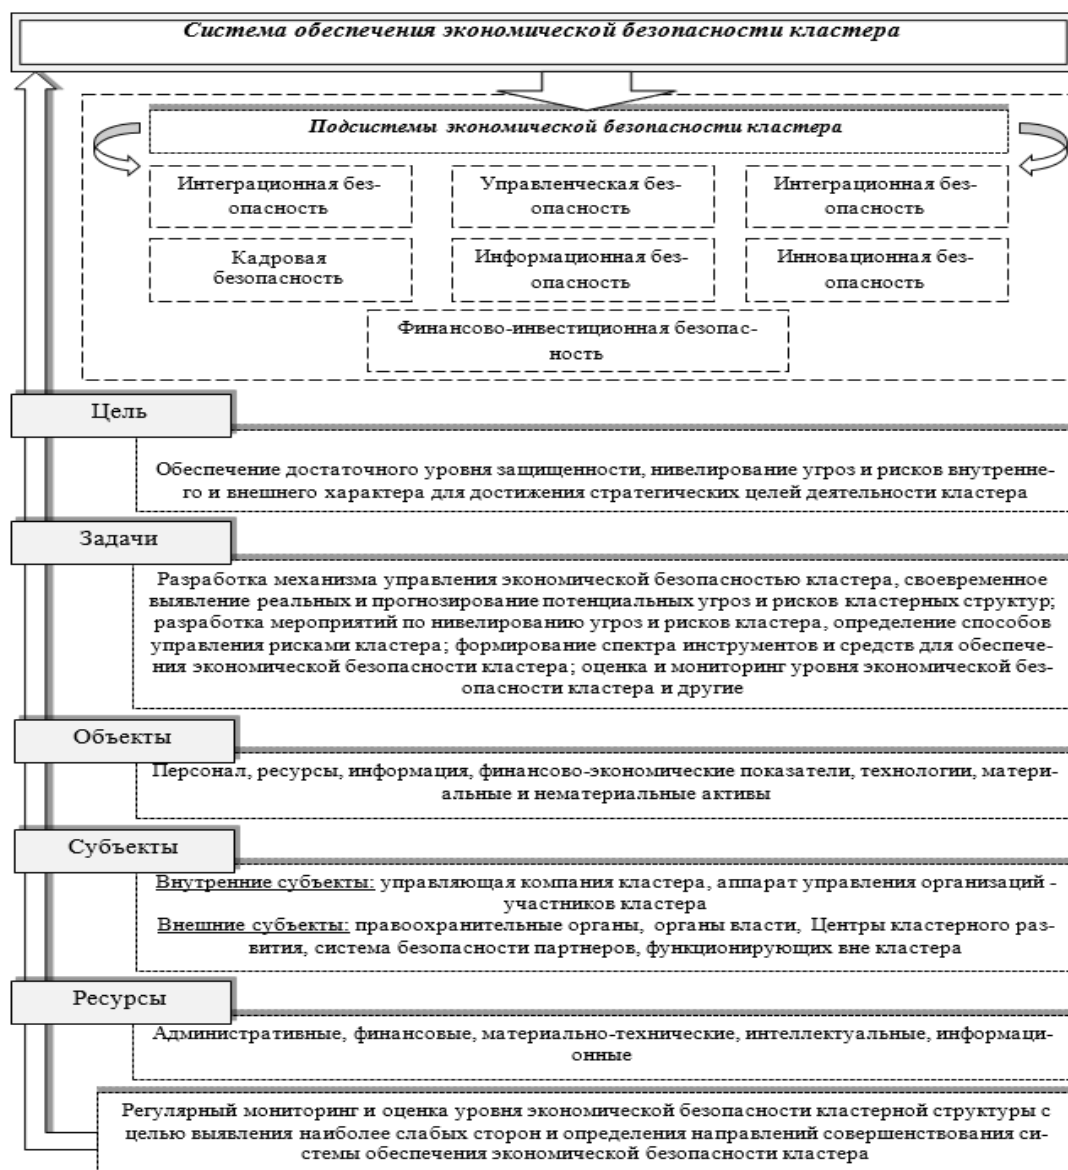 Система обеспечения экономической безопасности кластера
Подсистемы экономической безопасности кластера
Интеграционная без-
опасность
Управленческая без-
опасность
Интеграционная без-
опасность
Кадровая
безопасность
Информационная без-
опасность
Инновационная без-
опасность
Финансово-инвестиционная безопас-
ность
Цель
Обеспечение достаточного уровня защищенности, нивелирование угроз и рисков внутренне-
го и внешнего характера для достижения стратегических целей деятельности кластера
Задачи
Разработка механизма управления экономической безопасностью кластера, своевременное
выявление реальных и прогнозирование потенциальных угроз и рисков кластерных структур;
разработка мероприятий по нивелированию угроз и рисков кластера, определение способов
управления рисками кластера; формирование спектра инструментов и средств для обеспече-
ния экономической безопасности кластера; оценка и мониторинг уровня экономической без-
опасности кластера и другие
Объекты
Персонал, ресурсы, информация, финансово-экономические показатели, технологии, матери-
альные и нематериальные активы
Субъекты
Внутренние субъекты: управляющая компания кластера, аппарат управления организаций -
участников кластера
Внешние субъекты: правоохранительные органы, органы власти, Центры кластерного раз-
вития, система безопасности партнеров, функционирующих вне кластера
Ресурсы
Административные, финансовые, материально-технические, интеллектуальные, информаци-
онные
Регулярный мониторинг и оценка уровня экономической безопасности кластерной структуры с
целью выявления наиболее слабых сторон и определения направлений совершенствования си-
стемы обеспечения экономической безопасности кластера